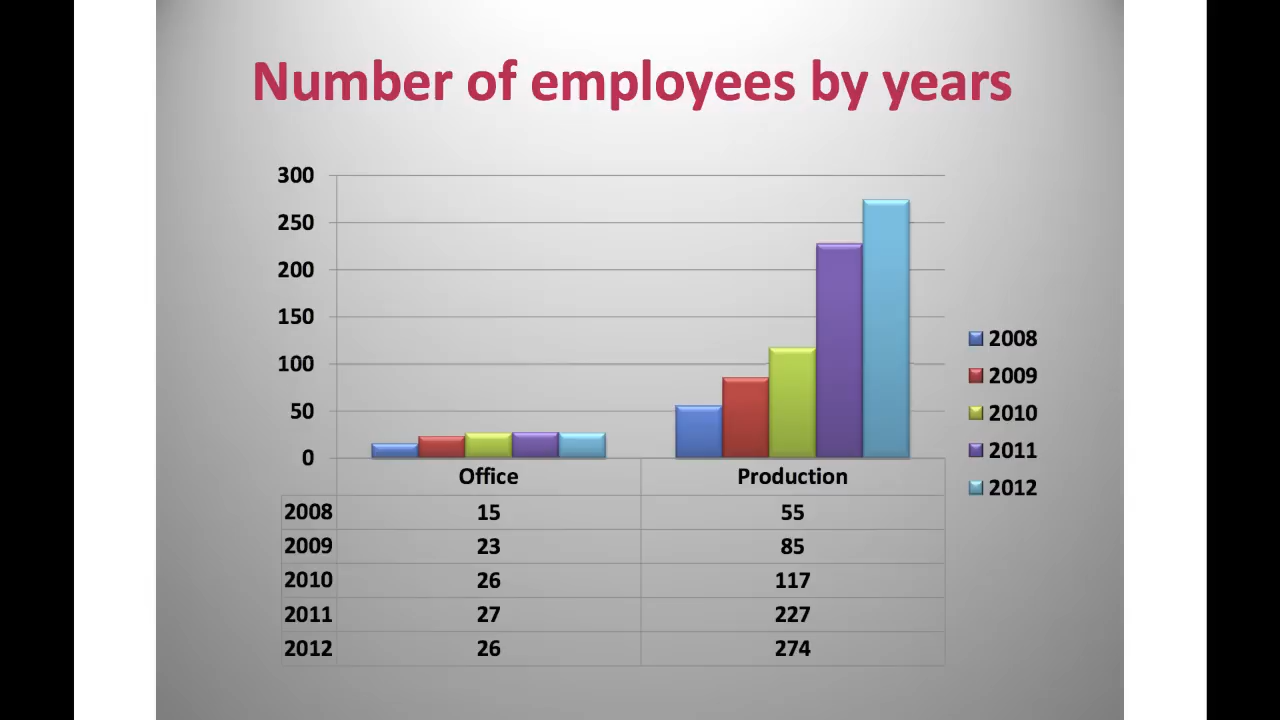 Number of employees by years
300
250
200
150
100
50
0
Office Production
2008 15 55
2009 23 85
2010 26 117
2011 27 227
2012 26 274
2008
2009
2010
2011
2012